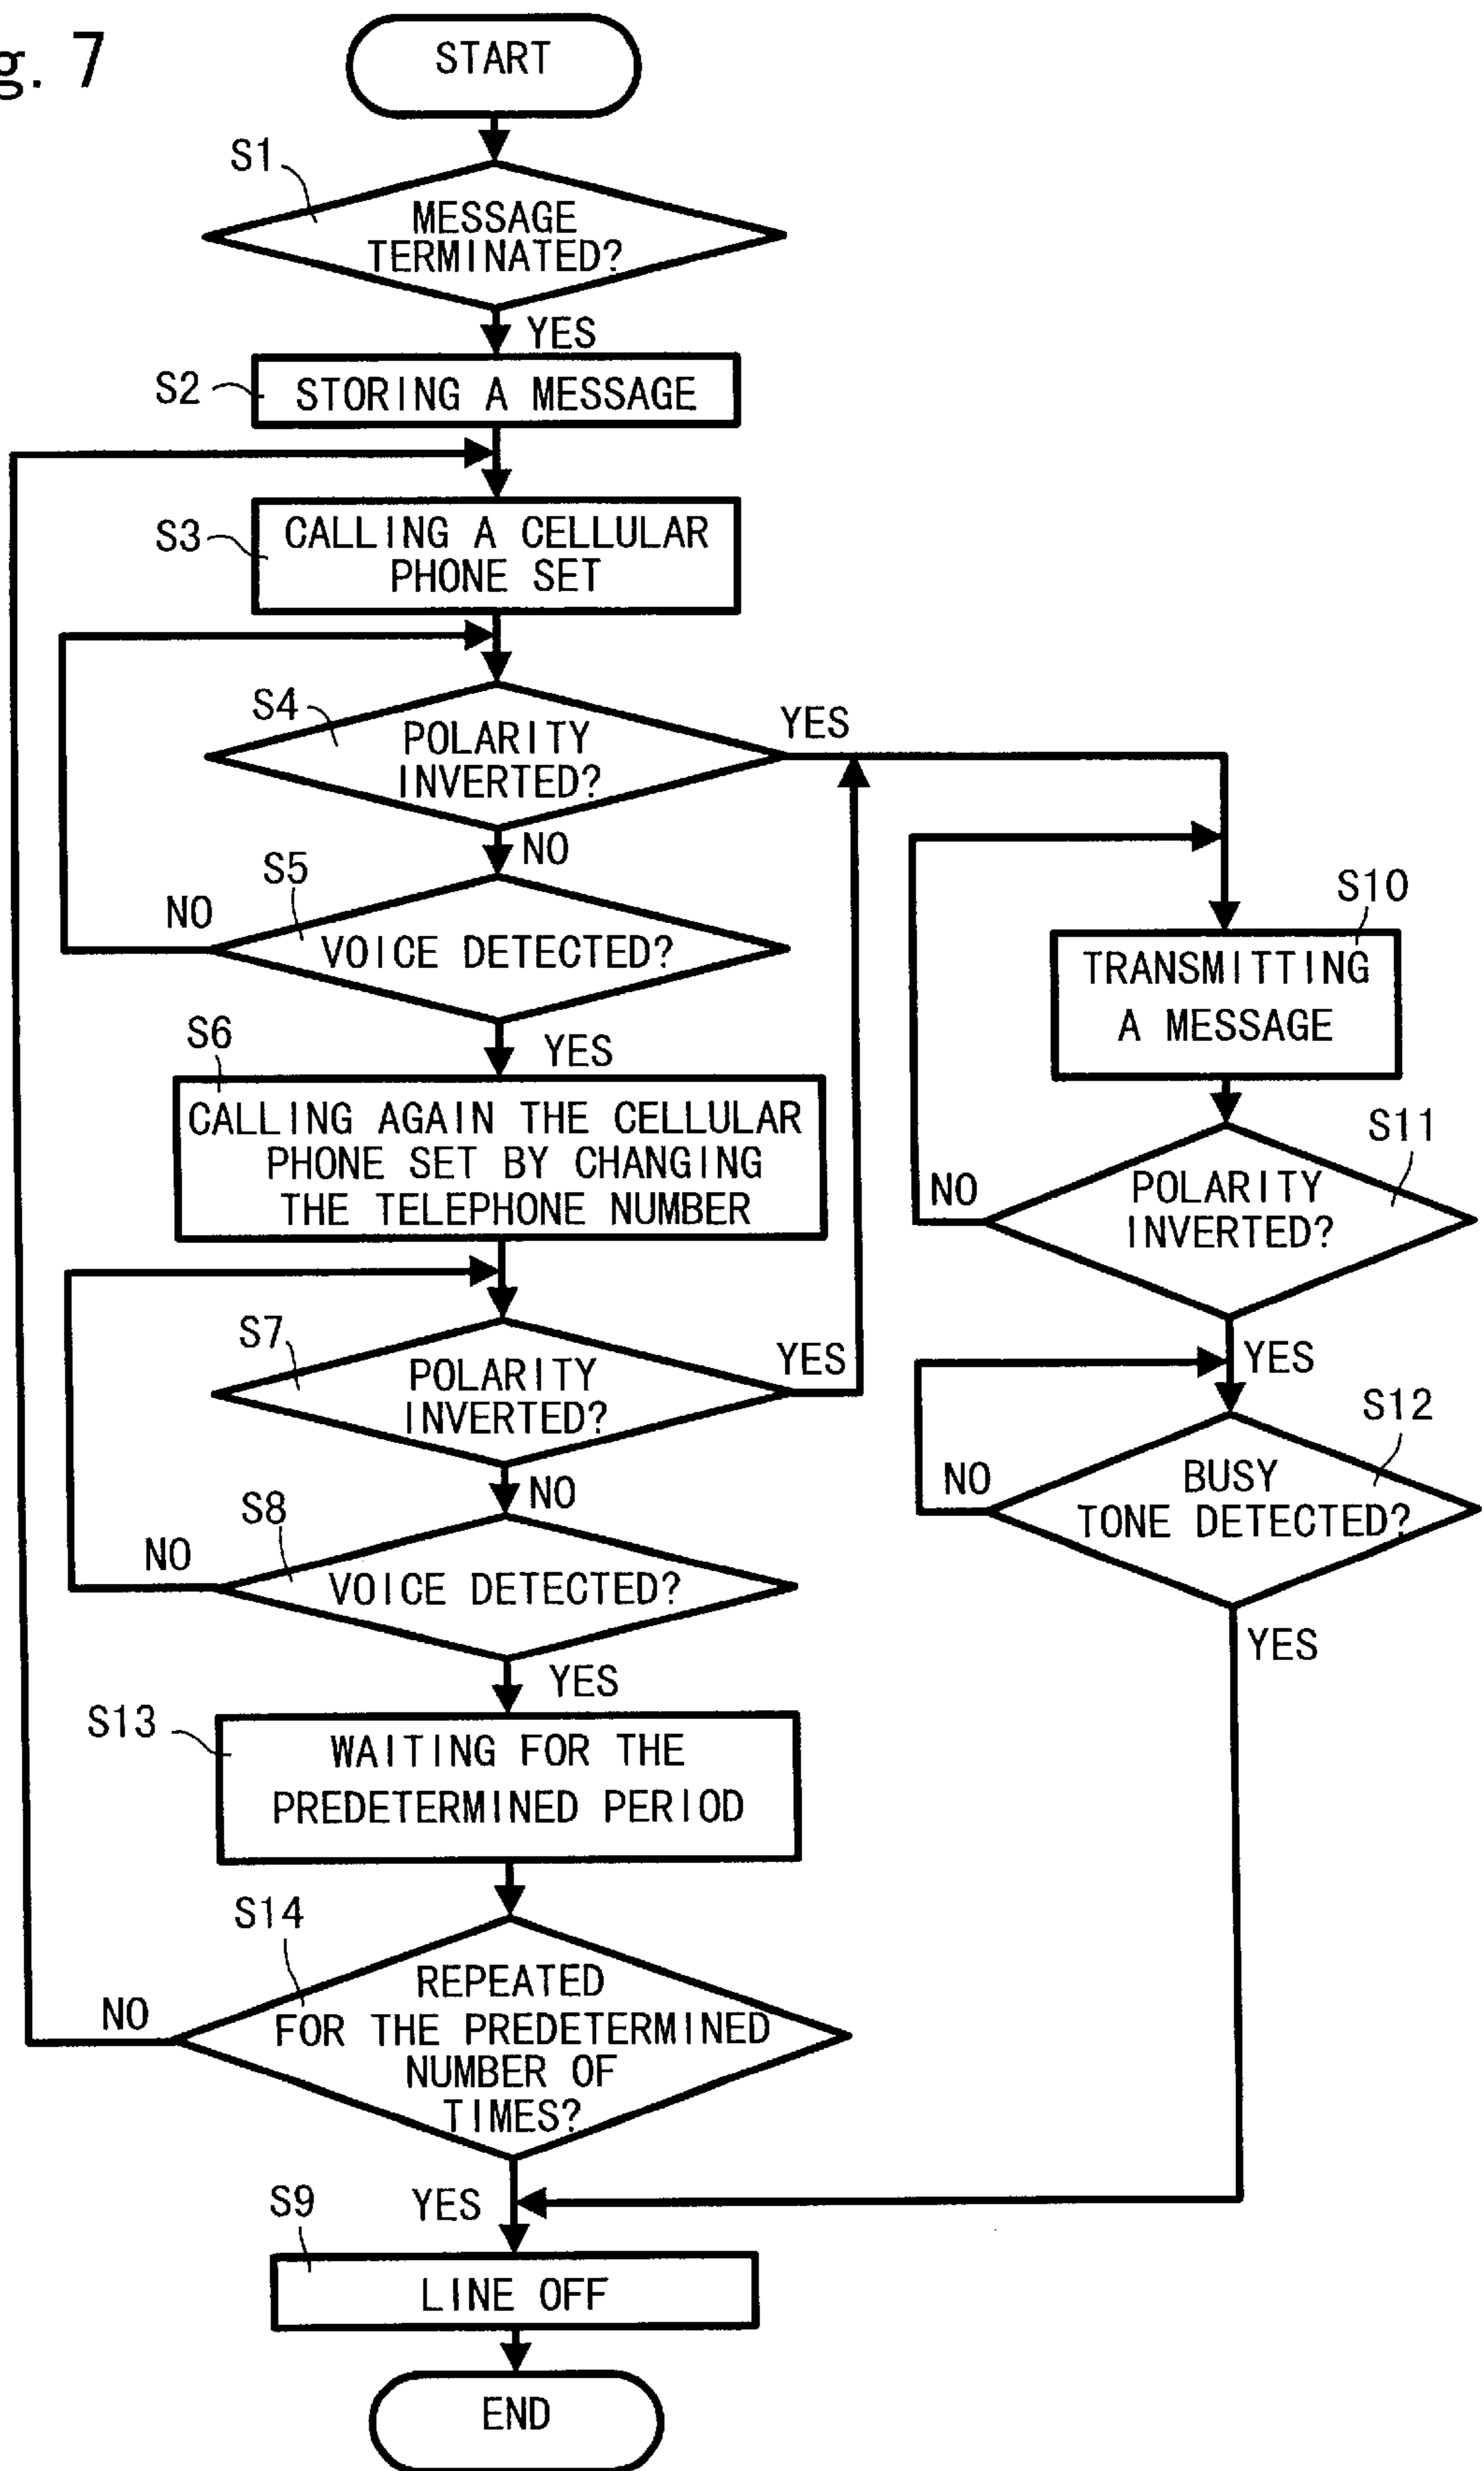 g. 7
START
S1
MESSAGE
TERMINATED?
YES
S2
STORING A MESSAGE
S3
CALLING A CELLULAR
PHONE SET
S4
POLARITY
INVERTED?
YES
NO
S5
VOICE DETECTED?
NO
YES
S6
CALLING AGAIN THE CELLULAR
PHONE SET BY CHANGING
THE TELEPHONE NUMBER
S7
POLARITY
INVERTED?
YES
NO
S8
VOICE DETECTED?
NO
YES
S13
WAITING FOR THE
PREDETERMINED PERIOD
S14
REPEATED
FOR THE PREDETERMINED
NUMBER OF
TIMES?
NO
YES
S9
LINE OFF
END
S10
TRANSMITTING
A MESSAGE
S11
POLARITY
INVERTED?
NO
YES
S12
BUSY
TONE DETECTED?
NO
YES